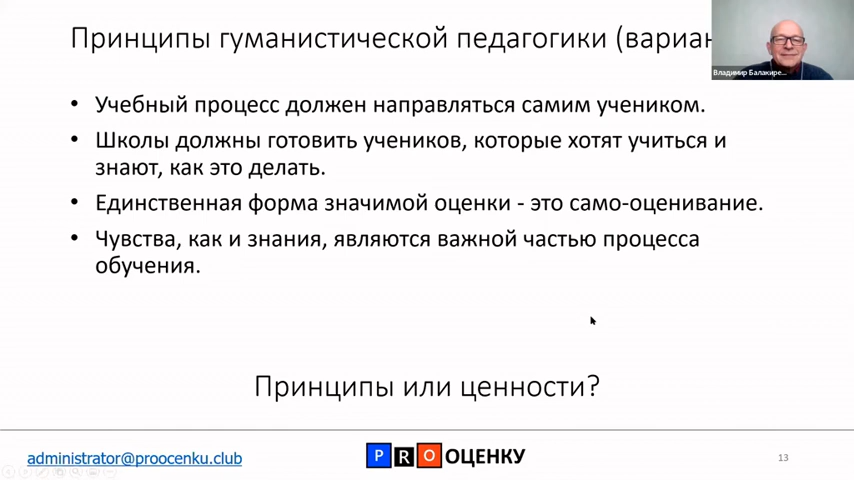 Принципы гуманистической педагогики (вариан
Владимир Балакире...
• Учебный процесс должен направляться самим учеником.
• Школы должны готовить учеников, которые хотят учиться и
знают, как это делать.
• Единственная форма значимой оценки - это само-оценивание.
• Чувства, как и знания, являются важной частью процесса
обучения.
Принципы или ценности?
administrator@proocenku.club
PRO ОЦЕНКУ
13